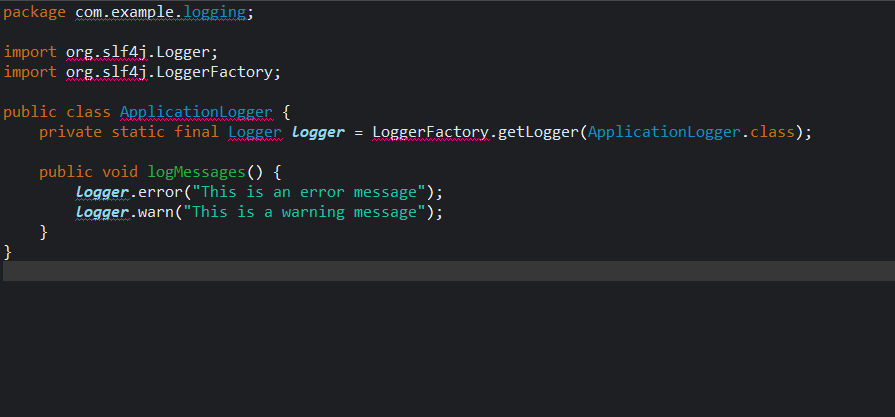 package com.example.logging;
import org.slf4j.Logger;
import org.slf4j.LoggerFactory;
public class ApplicationLogger {
    private static final Logger logger = LoggerFactory.getLogger(ApplicationLogger.class);
    public void logMessages() {
        logger.error("This is an error message");
        logger.warn("This is a warning message");
    }
}